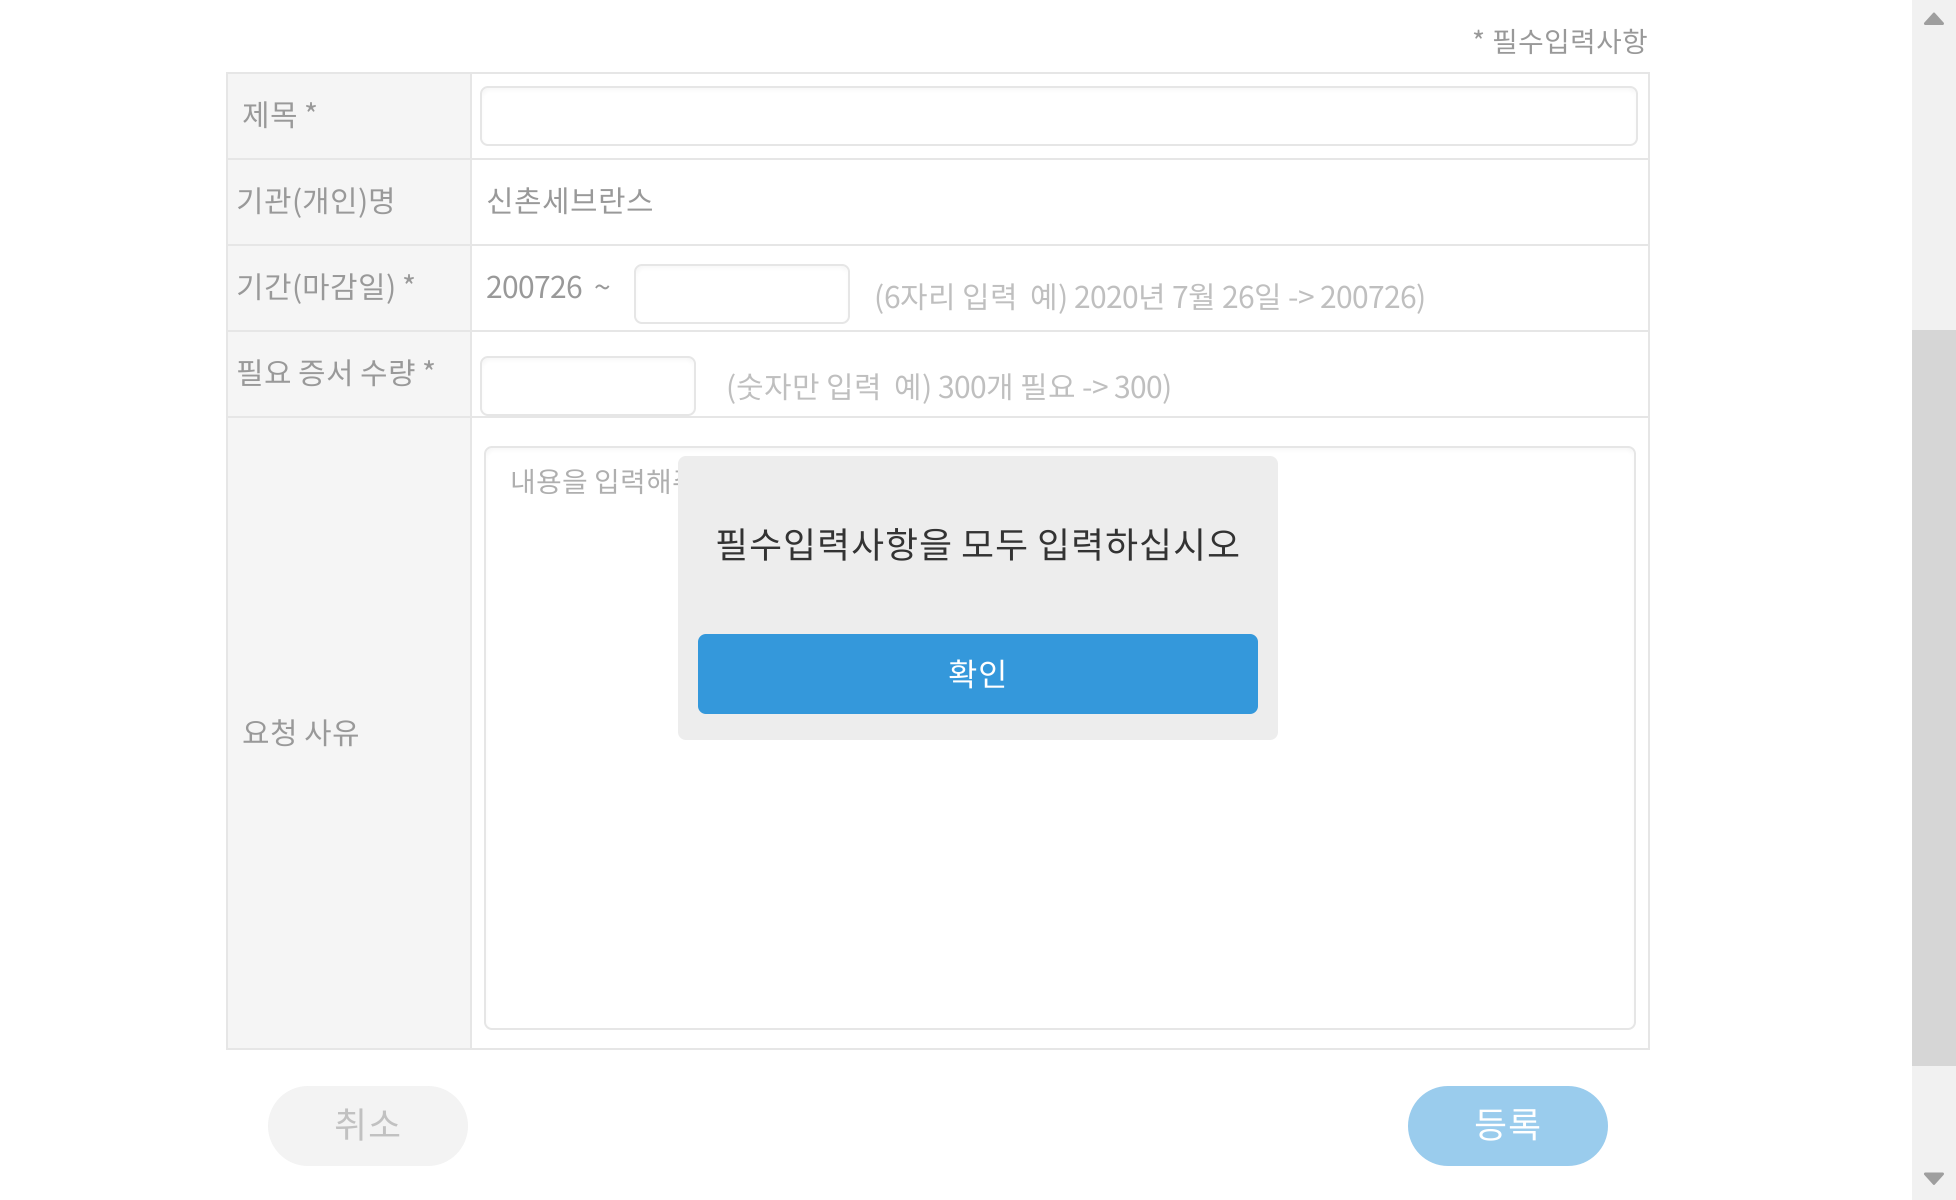 * 필수입력사항
제목 *
기관(개인)명 신촌세브란스
기간(마감일) * 200726 ~ (6자리 입력 예) 2020년 7월 26일 -> 200726)
필요 증서 수량 * (숫자만 입력 예) 300개 필요 -> 300)
내용을 입력해
필수입력사항을 모두 입력하십시오
확인
요청 사유
취소 등록